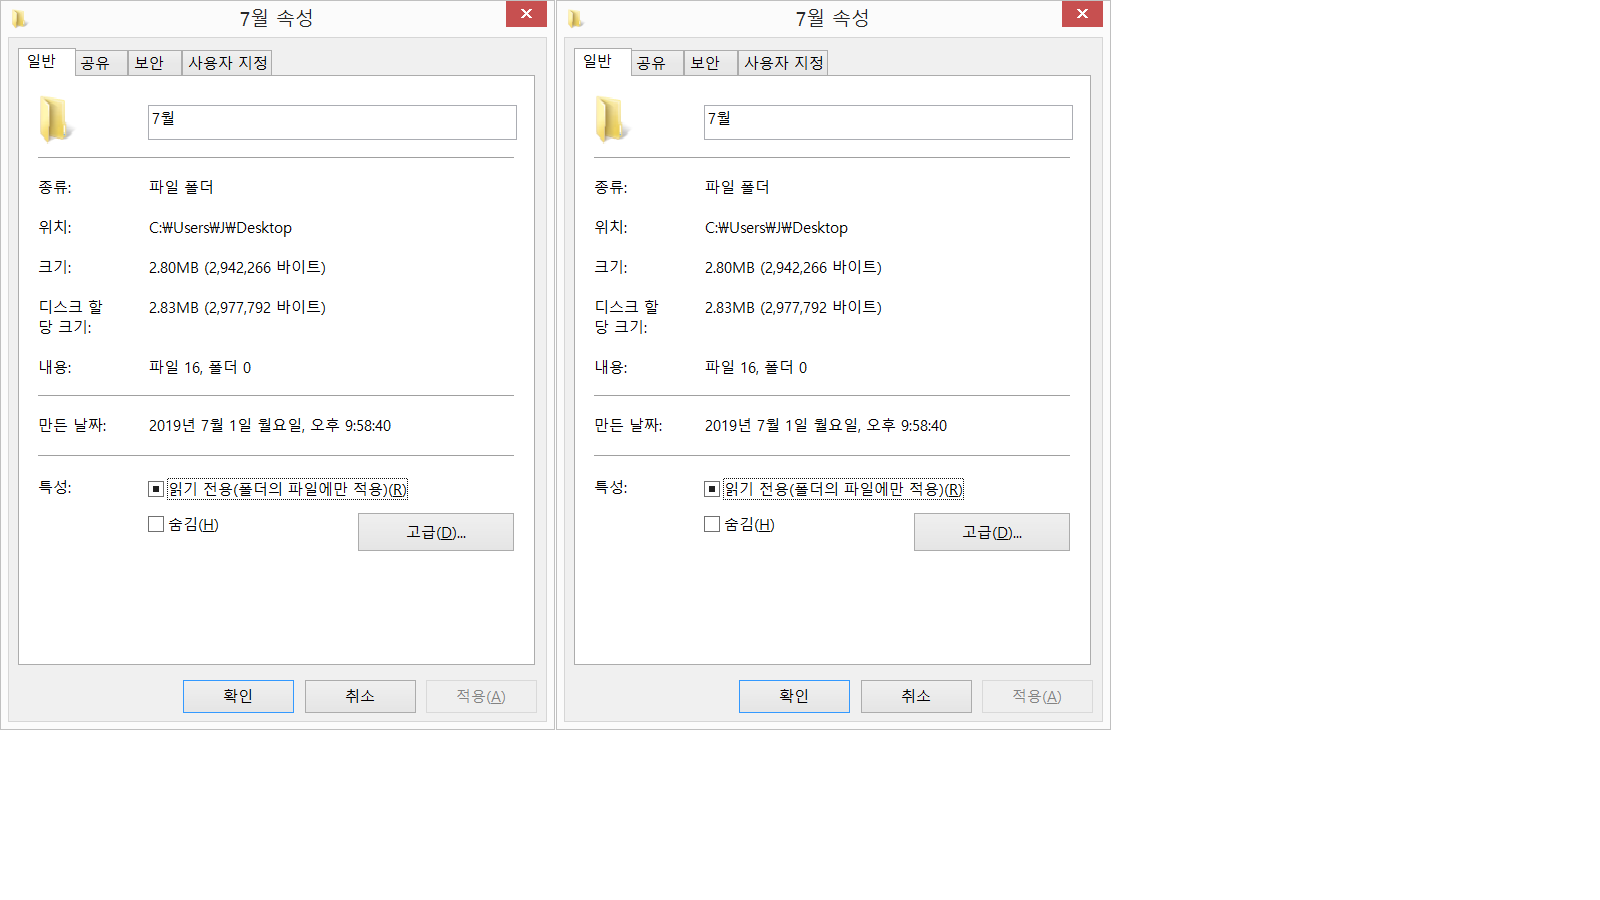 7월 속성
일반 공유 보안 사용자 지정
7월
종류: 파일 폴더
위치: C:₩Users₩J₩Desktop
크기: 2.80MB (2,942,266 바이트)
디스크 할 2.83MB (2,977,792 바이트)
당 크기:
내용: 파일 16, 폴더 0
만든 날짜: 2019년 7월 1일 월요일, 오후 9:58:40
특성: 읽기 전용(폴더의 파일에만 적용)(R)
숨김(H) 고급(D)...
확인 취소 적용(A)
7월 속성
일반 공유 보안 사용자 지정
7월
종류: 파일 폴더
위치: C:₩Users₩J₩Desktop
크기: 2.80MB (2,942,266 바이트)
디스크 할 2.83MB (2,977,792 바이트)
당 크기:
내용: 파일 16, 폴더 0
만든 날짜: 2019년 7월 1일 월요일, 오후 9:58:40
특성: 읽기 전용(폴더의 파일에만 적용)(R)
숨김(H) 고급(D)...
확인 취소 적용(A)